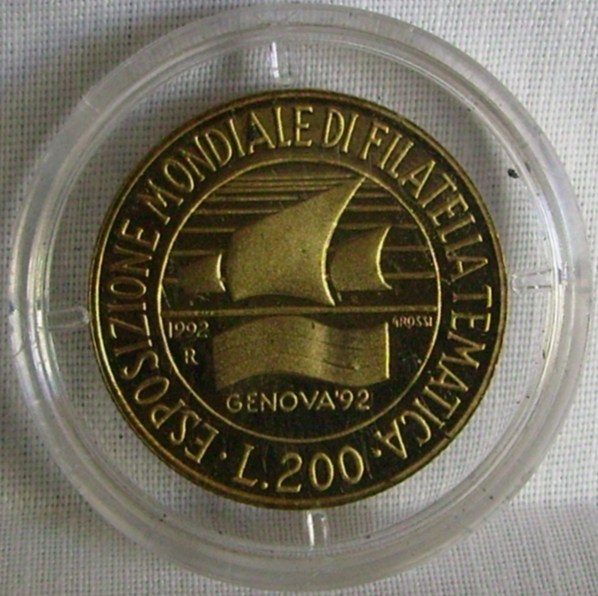 ESPOSIZIONE MONDIALE DI FILATELIA TEMATICA
1992
GROSSI
R
GENOVA'92
· L.200 ·